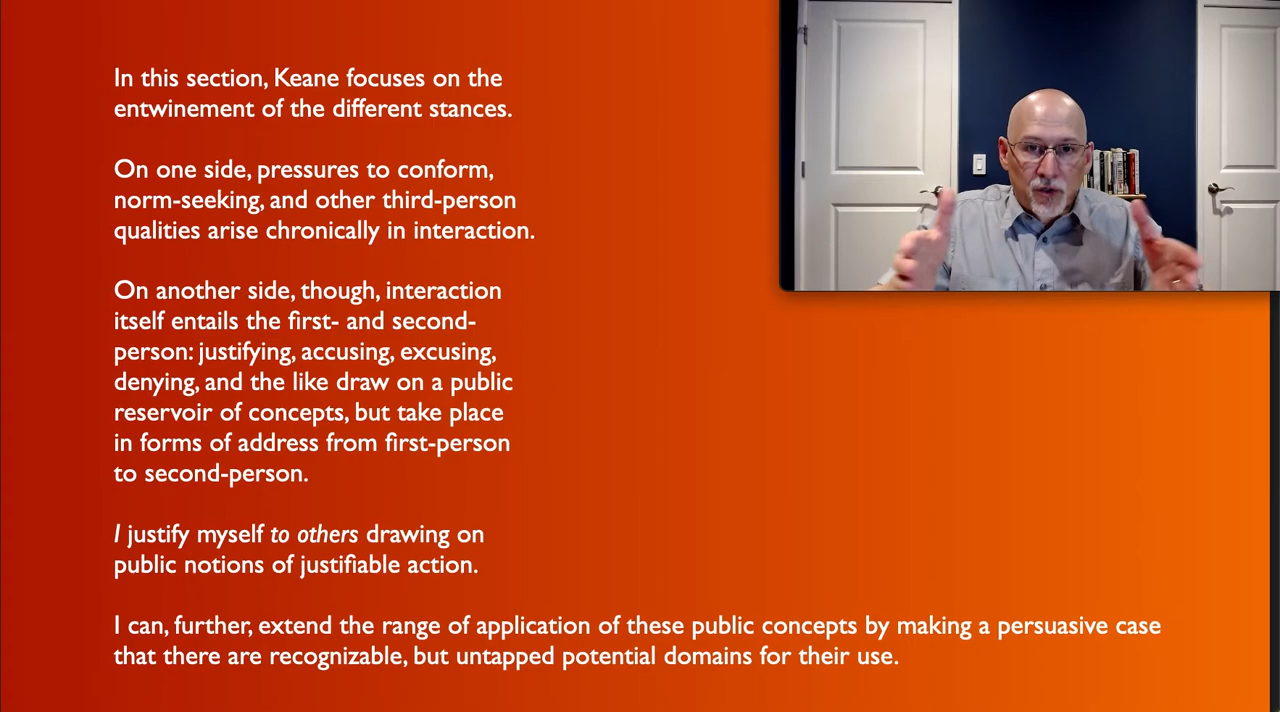 In this section, Keane focuses on the
entwinement of the different stances.
On one side, pressures to conform,
norm-seeking, and other third-person
qualities arise chronically in interaction.
On another side, though, interaction
itself entails the first- and second-
person: justifying, accusing, excusing,
denying, and the like draw on a public
reservoir of concepts, but take place
in forms of address from first-person
to second-person.
I justify myself to others drawing on
public notions of justifiable action.
I can, further, extend the range of application of these public concepts by making a persuasive case
that there are recognizable, but untapped potential domains for their use.